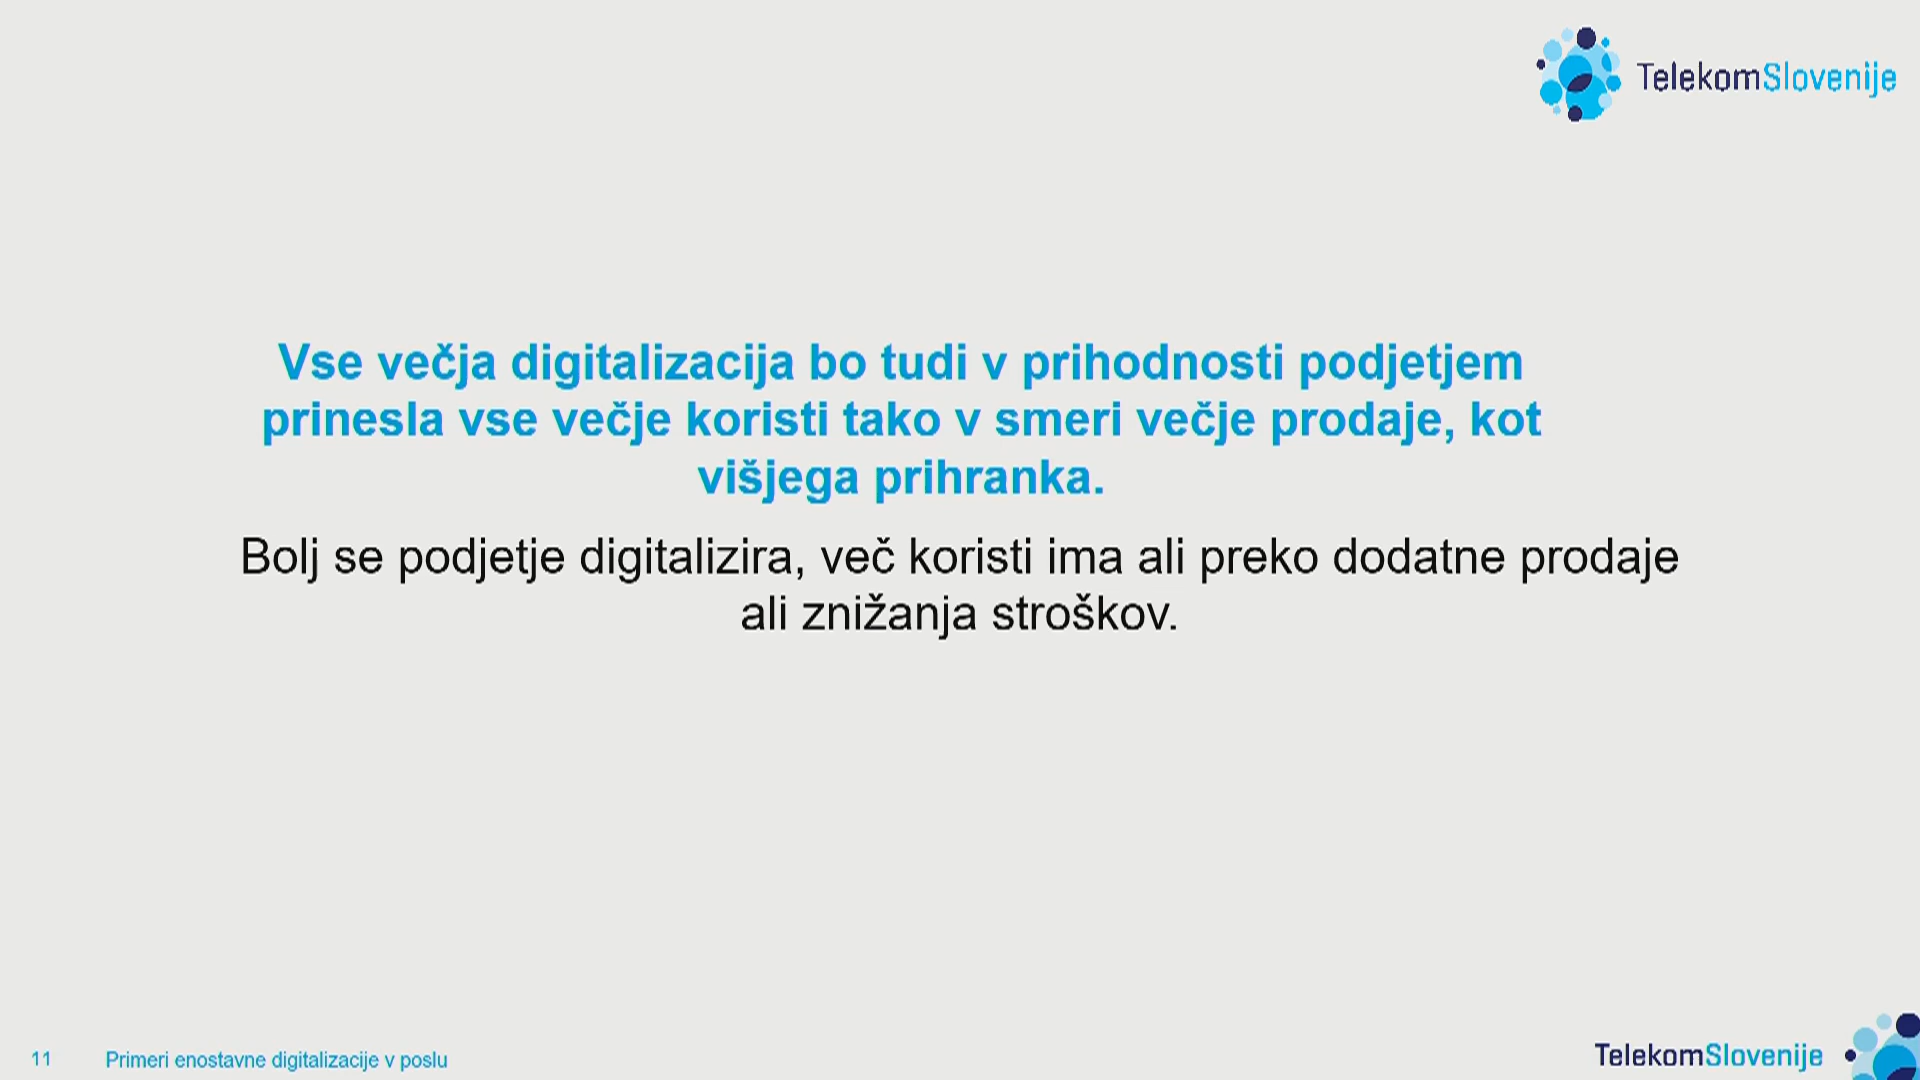 TelekomSlovenije
Vse večja digitalizacija bo tudi v prihodnosti podjetjem
prinesla vse večje koristi tako v smeri večje prodaje, kot
višjega prihranka.
Bolj se podjetje digitalizira, več koristi ima ali preko dodatne prodaje
ali znižanja stroškov.
11 Primeri enostavne digitalizacije v poslu
TelekomSlovenije